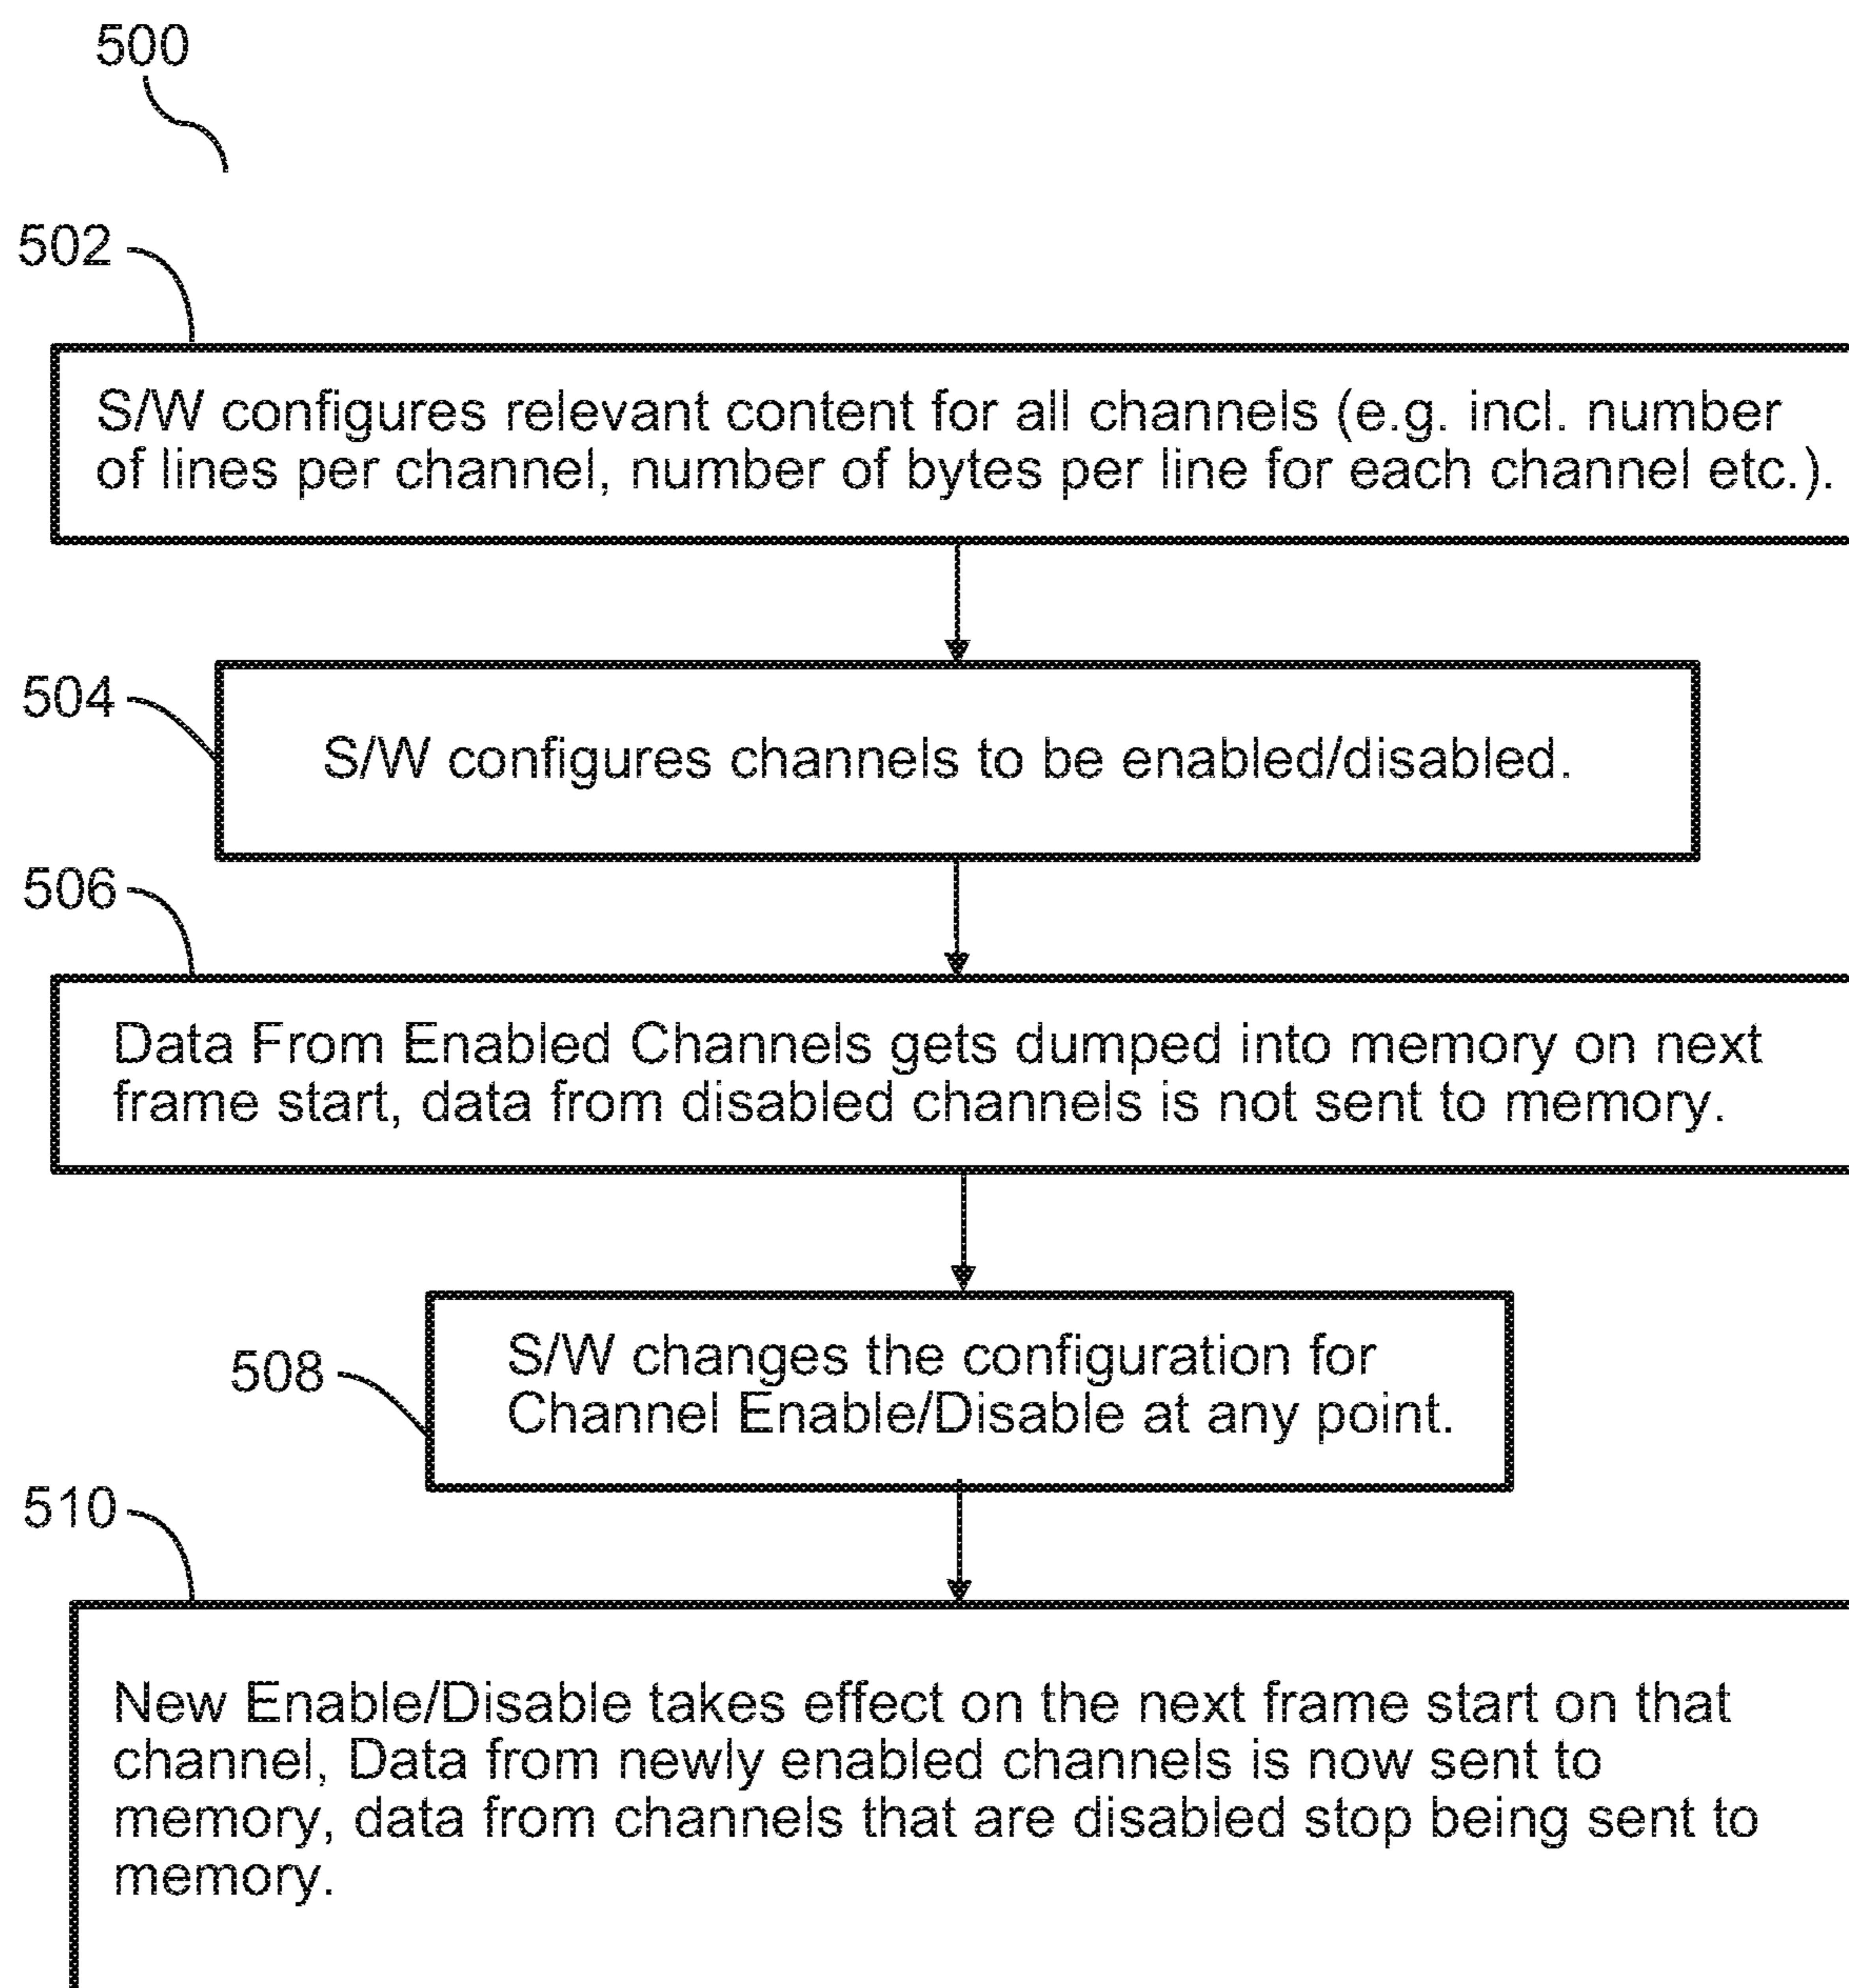 500
502
S/W configures relevant content for all channels (e.g. incl. number
of lines per channel, number of bytes per line for each channel etc.).
504
S/W configures channels to be enabled/disabled.
506
Data From Enabled Channels gets dumped into memory on next
frame start, data from disabled channels is not sent to memory.
508
S/W changes the configuration for
Channel Enable/Disable at any point.
510
New Enable/Disable takes effect on the next frame start on that
channel, Data from newly enabled channels is now sent to
memory, data from channels that are disabled stop being sent to
memory.